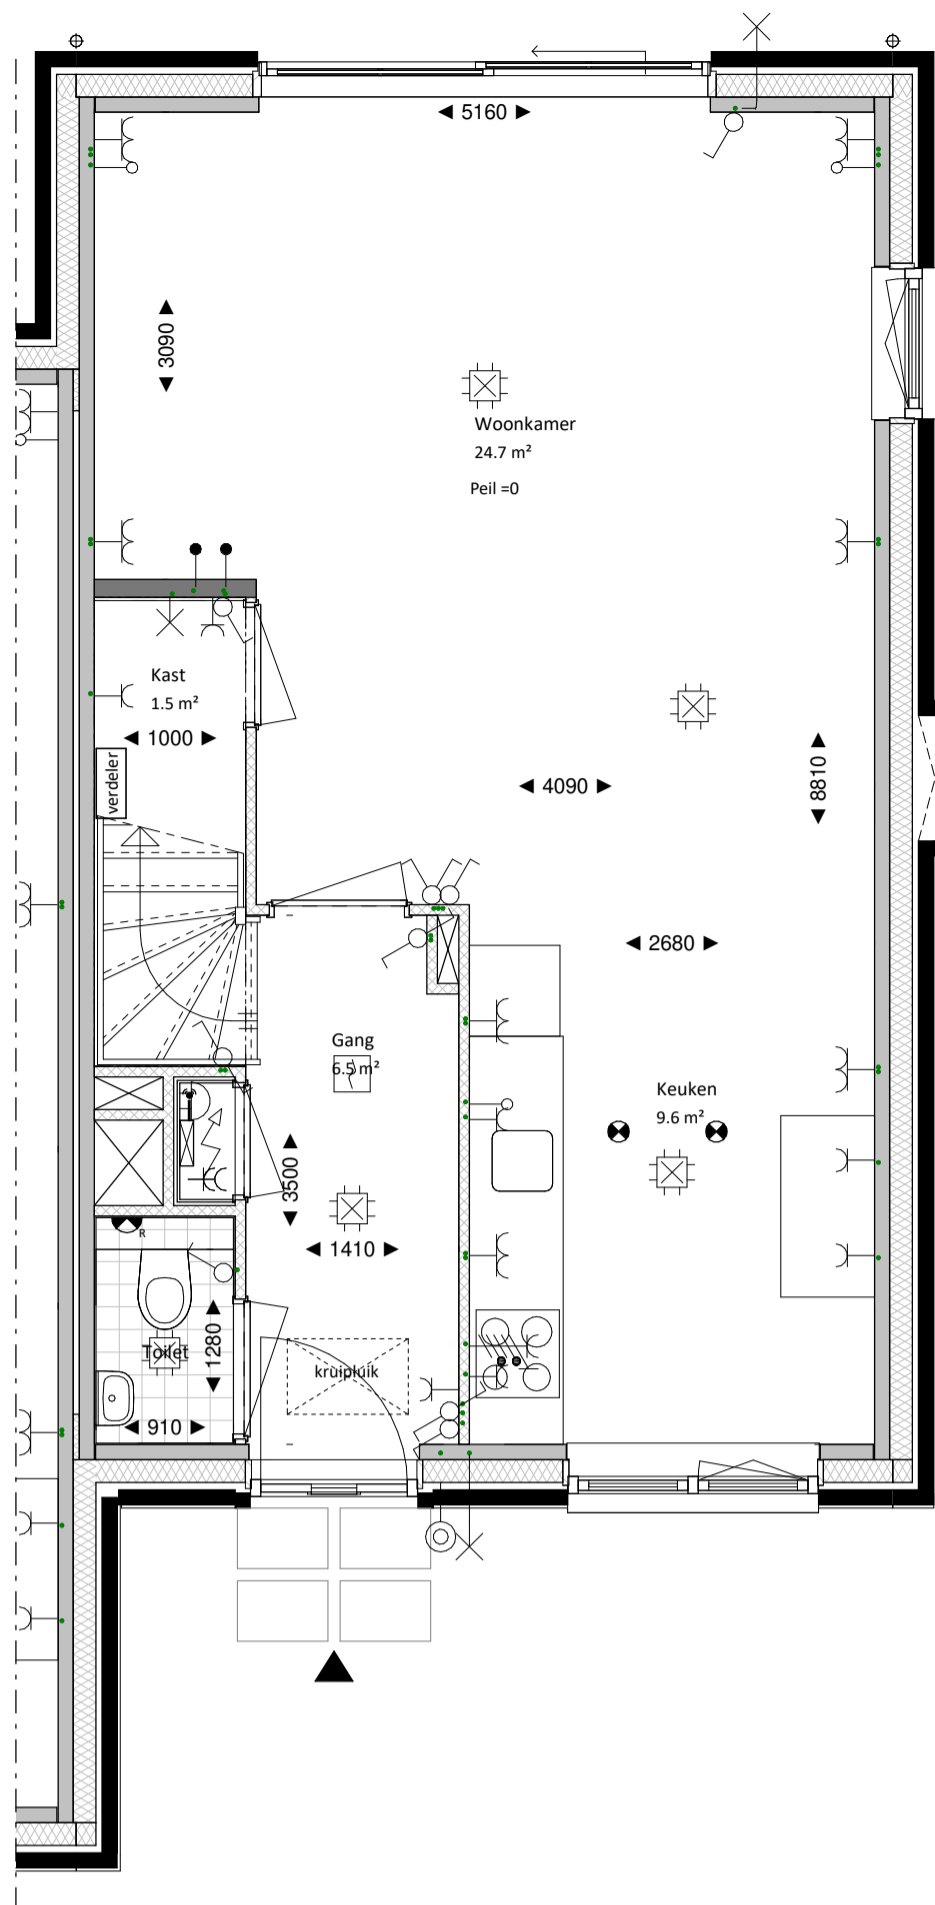 5160
3090
Woonkamer
24.7 m²
Peil =0
Kast
1.5 m²
1000
verdeler
4090
8810
2680
Gang
6.5 m²
Keuken
9.6 m²
3500
1410
R
Toilet
1280
kruipluik
910